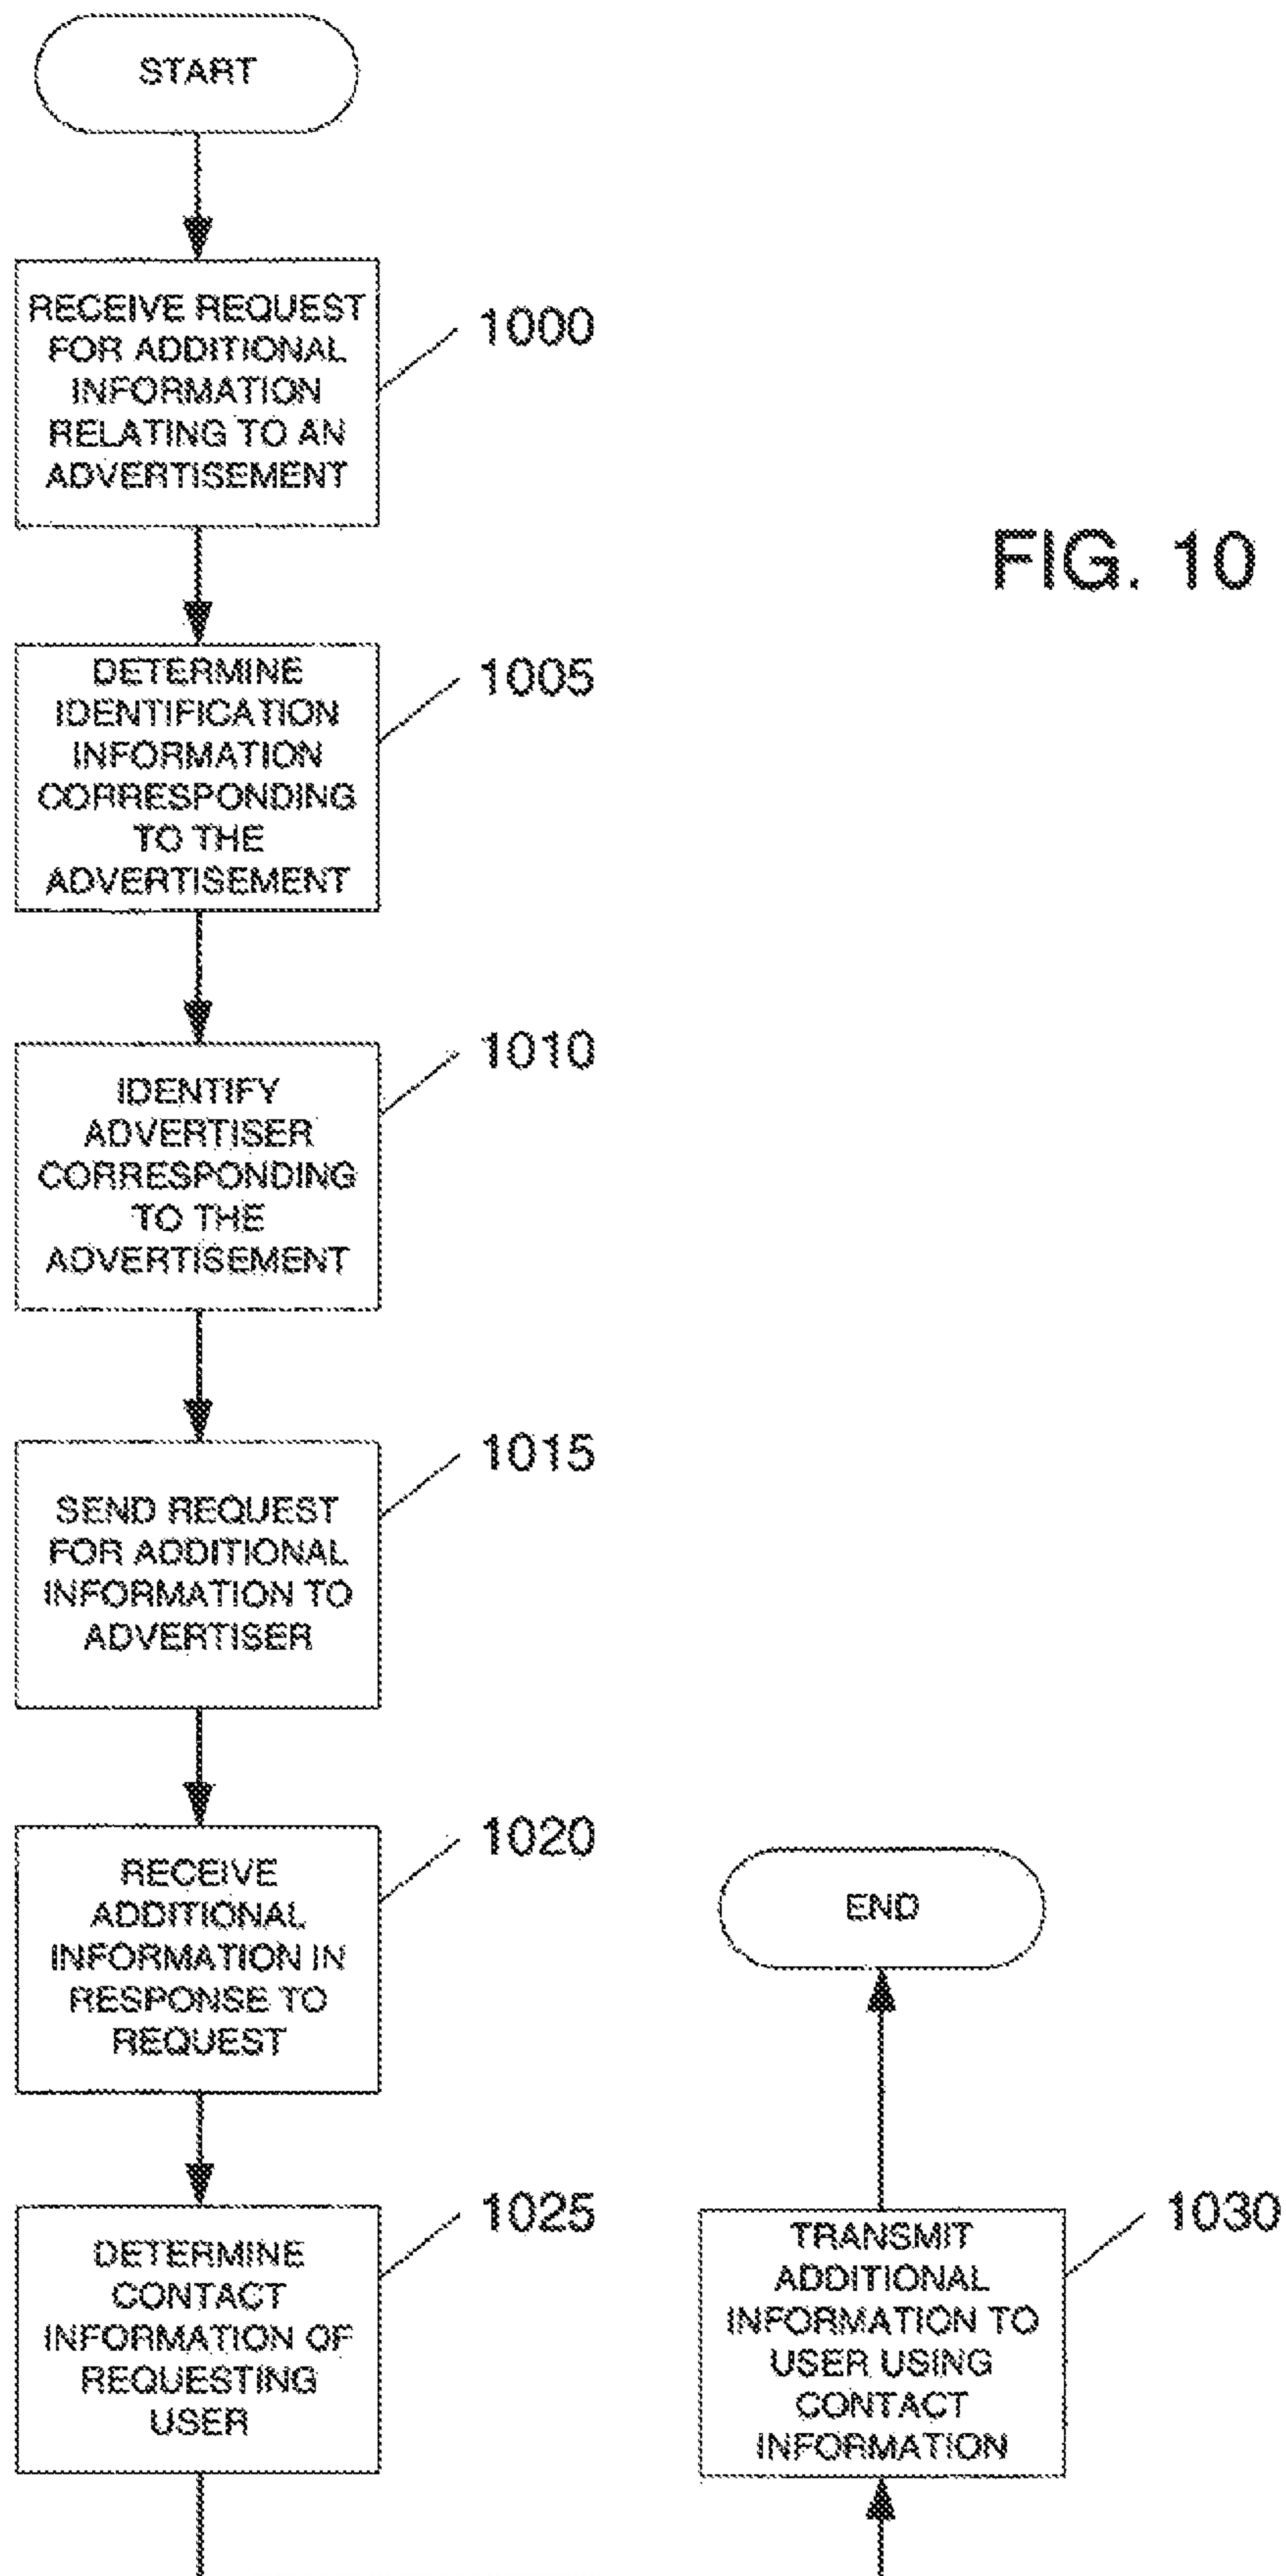 START
RECEIVE REQUEST
FOR ADDITIONAL
INFORMATION
RELATING TO AN
ADVERTISEMENT
1000
FIG. 10
DETERMINE
IDENTIFICATION
INFORMATION
CORRESPONDING
TO THE
ADVERTISEMENT
1005
IDENTIFY
ADVERTISER
CORRESPONDING
TO THE
ADVERTISEMENT
1010
SEND REQUEST
FOR ADDITIONAL
INFORMATION TO
ADVERTISER
1015
RECEIVE
ADDITIONAL
INFORMATION IN
RESPONSE TO
REQUEST
1020
DETERMINE
CONTACT
INFORMATION OF
REQUESTING
USER
1025
TRANSMIT
ADDITIONAL
INFORMATION TO
USER USING
CONTACT
INFORMATION
1030
END